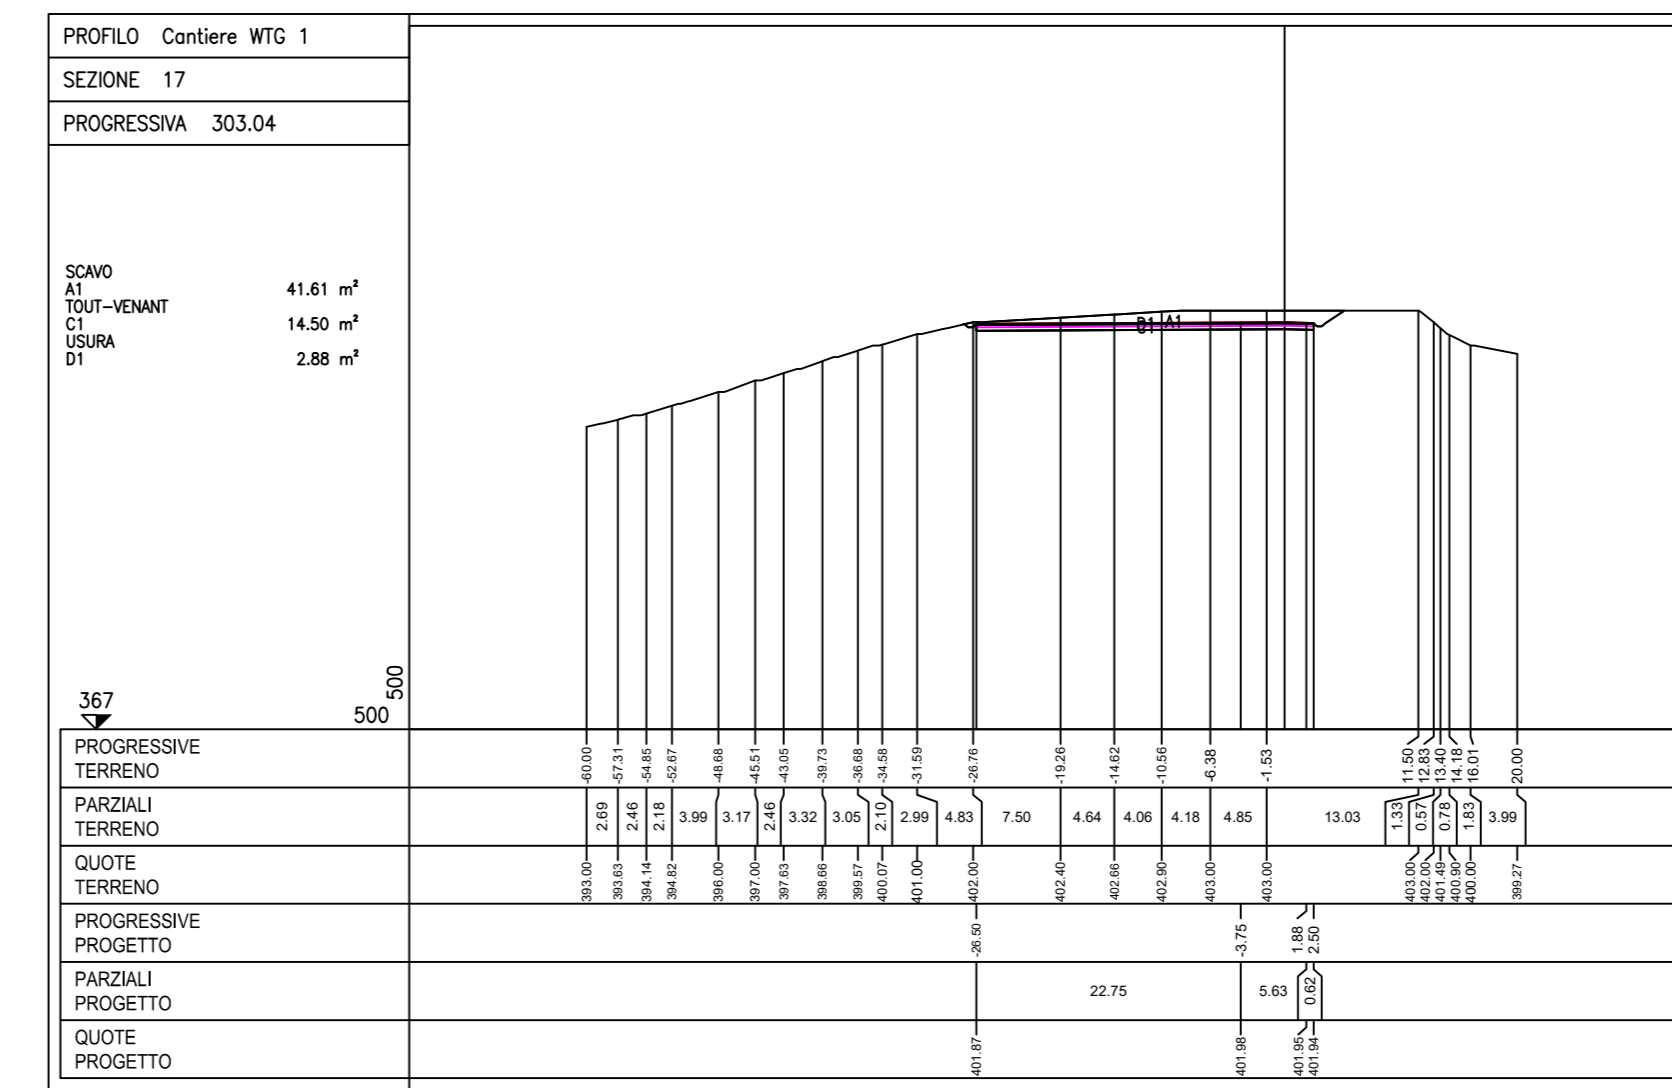 PROFILO Cantiere WTG 1
SEZIONE 17
PROGRESSIVA 303.04
SCAVO
A1 41.61 m²
TOUT-VENANT
C1 14.50 m²
USURA
D1 2.88 m²
D1 A1
367
500
500
PROGRESSIVE
TERRENO
-60.00 -57.31 -54.85 -52.67 -48.68 -45.51 -43.05 -39.73 -36.68 -34.58 -31.59 -26.76 -19.26 -14.62 -10.56 -6.38 -1.53 11.50 12.83 13.40 14.18 16.01 20.00
PARZIALI
TERRENO
2.69 2.46 2.18 3.99 3.17 2.46 3.32 3.05 2.10 2.99 4.83 7.50 4.64 4.06 4.18 4.85 13.03 1.33 0.57 0.78 1.83 3.99
QUOTE
TERRENO
393.00 393.63 394.14 394.82 396.00 397.00 397.63 398.66 399.57 400.07 401.00 402.00 402.40 402.66 402.90 403.00 403.00 403.00 402.00 401.49 400.90 400.00 399.27
PROGRESSIVE
PROGETTO
-26.50 -3.75 1.88 2.50
PARZIALI
PROGETTO
22.75 5.63 0.62
QUOTE
PROGETTO
401.87 401.98 401.95 401.94